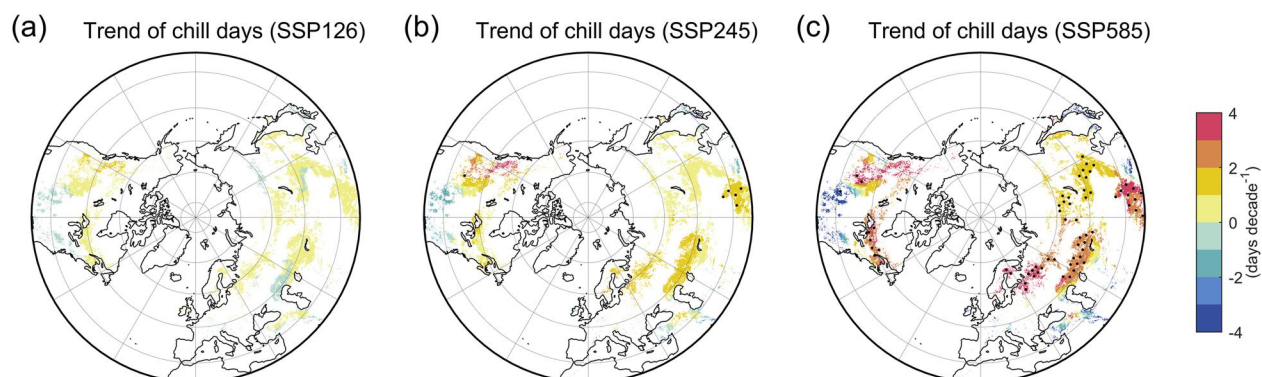 (a) Trend of chill days (SSP126)
(b) Trend of chill days (SSP245)
(c) Trend of chill days (SSP585)
4
2
0
-2
-4
(days decade⁻¹)